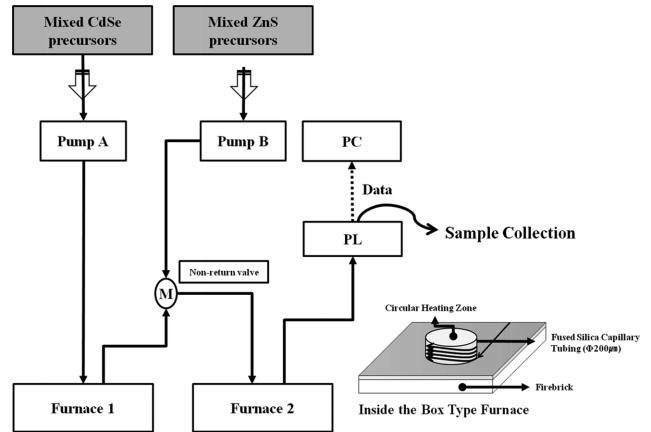 Mixed CdSe
precursors
Mixed ZnS
precursors
Pump A
Pump B
PC
Data
PL
Sample Collection
Non-return valve
M
Circular Heating Zone
Fused Silica Capillary
Tubing (Φ200μm)
Firebrick
Furnace 1
Furnace 2
Inside the Box Type Furnace